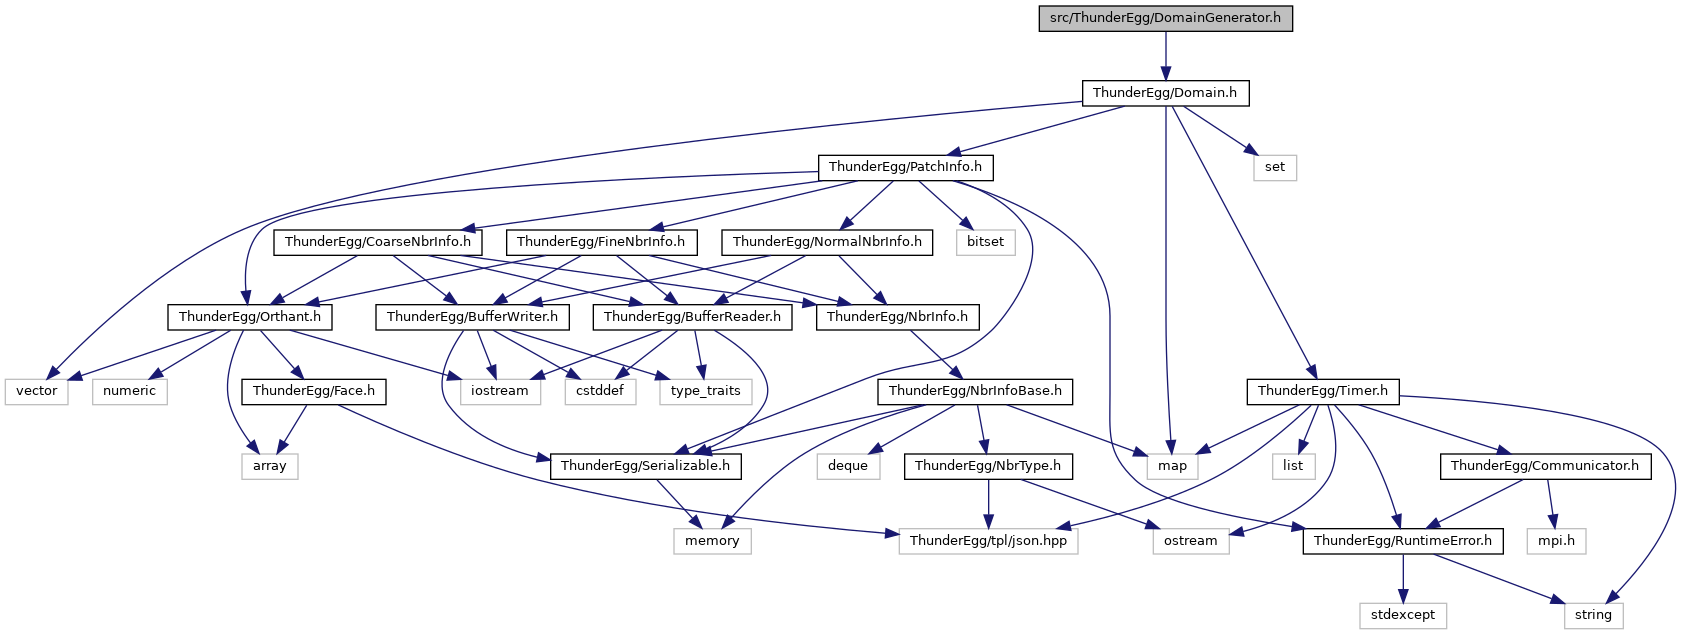 src/ThunderEgg/DomainGenerator.h
ThunderEgg/Domain.h
ThunderEgg/PatchInfo.h
set
ThunderEgg/CoarseNbrInfo.h
ThunderEgg/FineNbrInfo.h
ThunderEgg/NormalNbrInfo.h
bitset
ThunderEgg/Orthant.h
ThunderEgg/BufferWriter.h
ThunderEgg/BufferReader.h
ThunderEgg/NbrInfo.h
vector
numeric
ThunderEgg/Face.h
iostream
cstddef
type_traits
ThunderEgg/NbrInfoBase.h
ThunderEgg/Timer.h
array
ThunderEgg/Serializable.h
deque
ThunderEgg/NbrType.h
map
list
ThunderEgg/Communicator.h
memory
ThunderEgg/tpl/json.hpp
ostream
ThunderEgg/RuntimeError.h
mpi.h
stdexcept
string